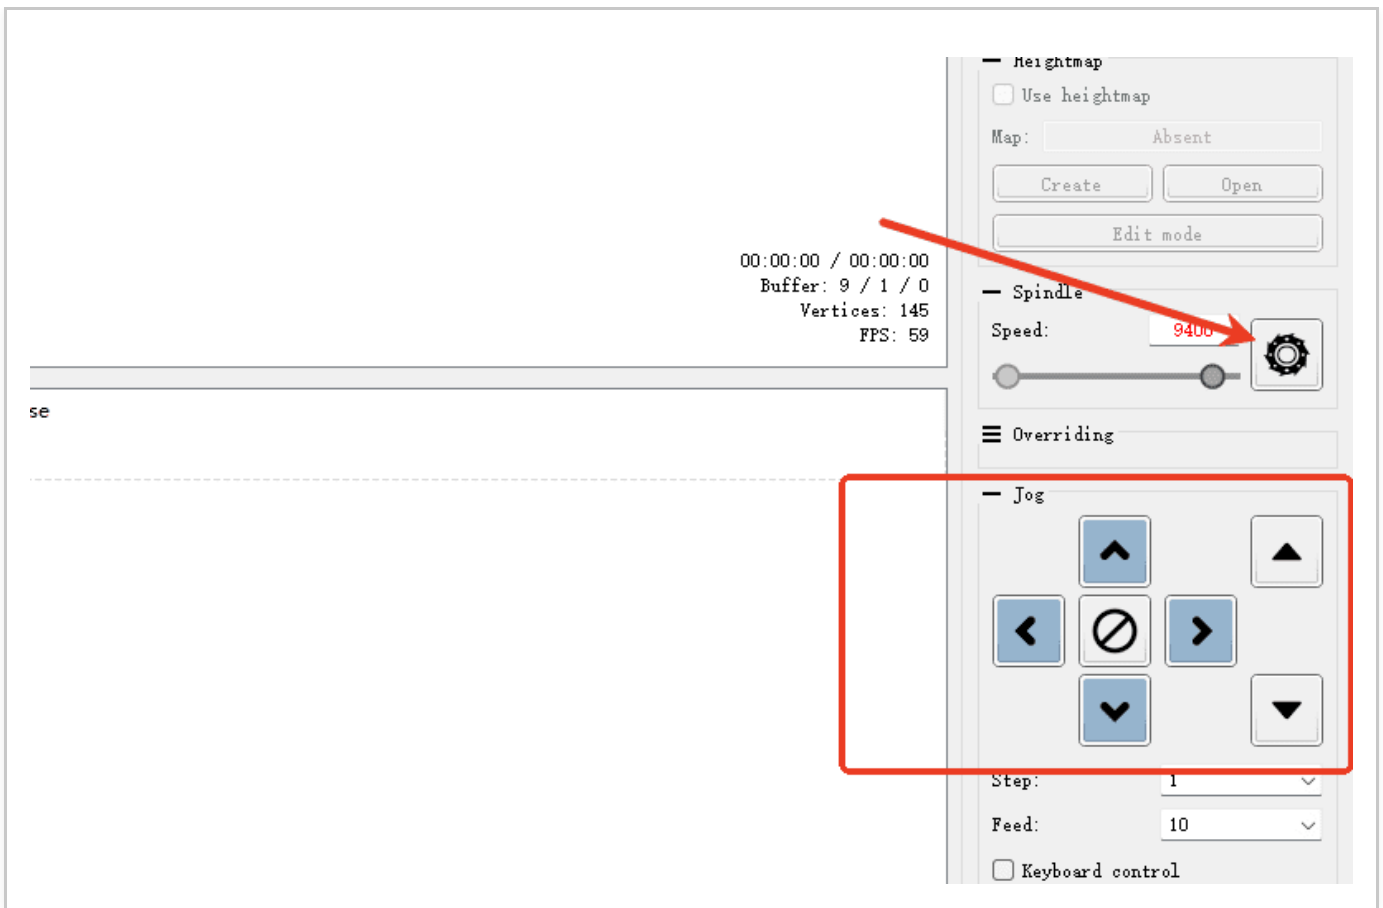 Heightmap
Use heightmap
Map: Absent
Create Open
Edit mode
00:00:00 / 00:00:00
Buffer: 9 / 1 / 0
Vertices: 145
FPS: 59
Spindle
Speed: 9400
se
Overriding
Jog
Step: 1
Feed: 10
Keyboard control